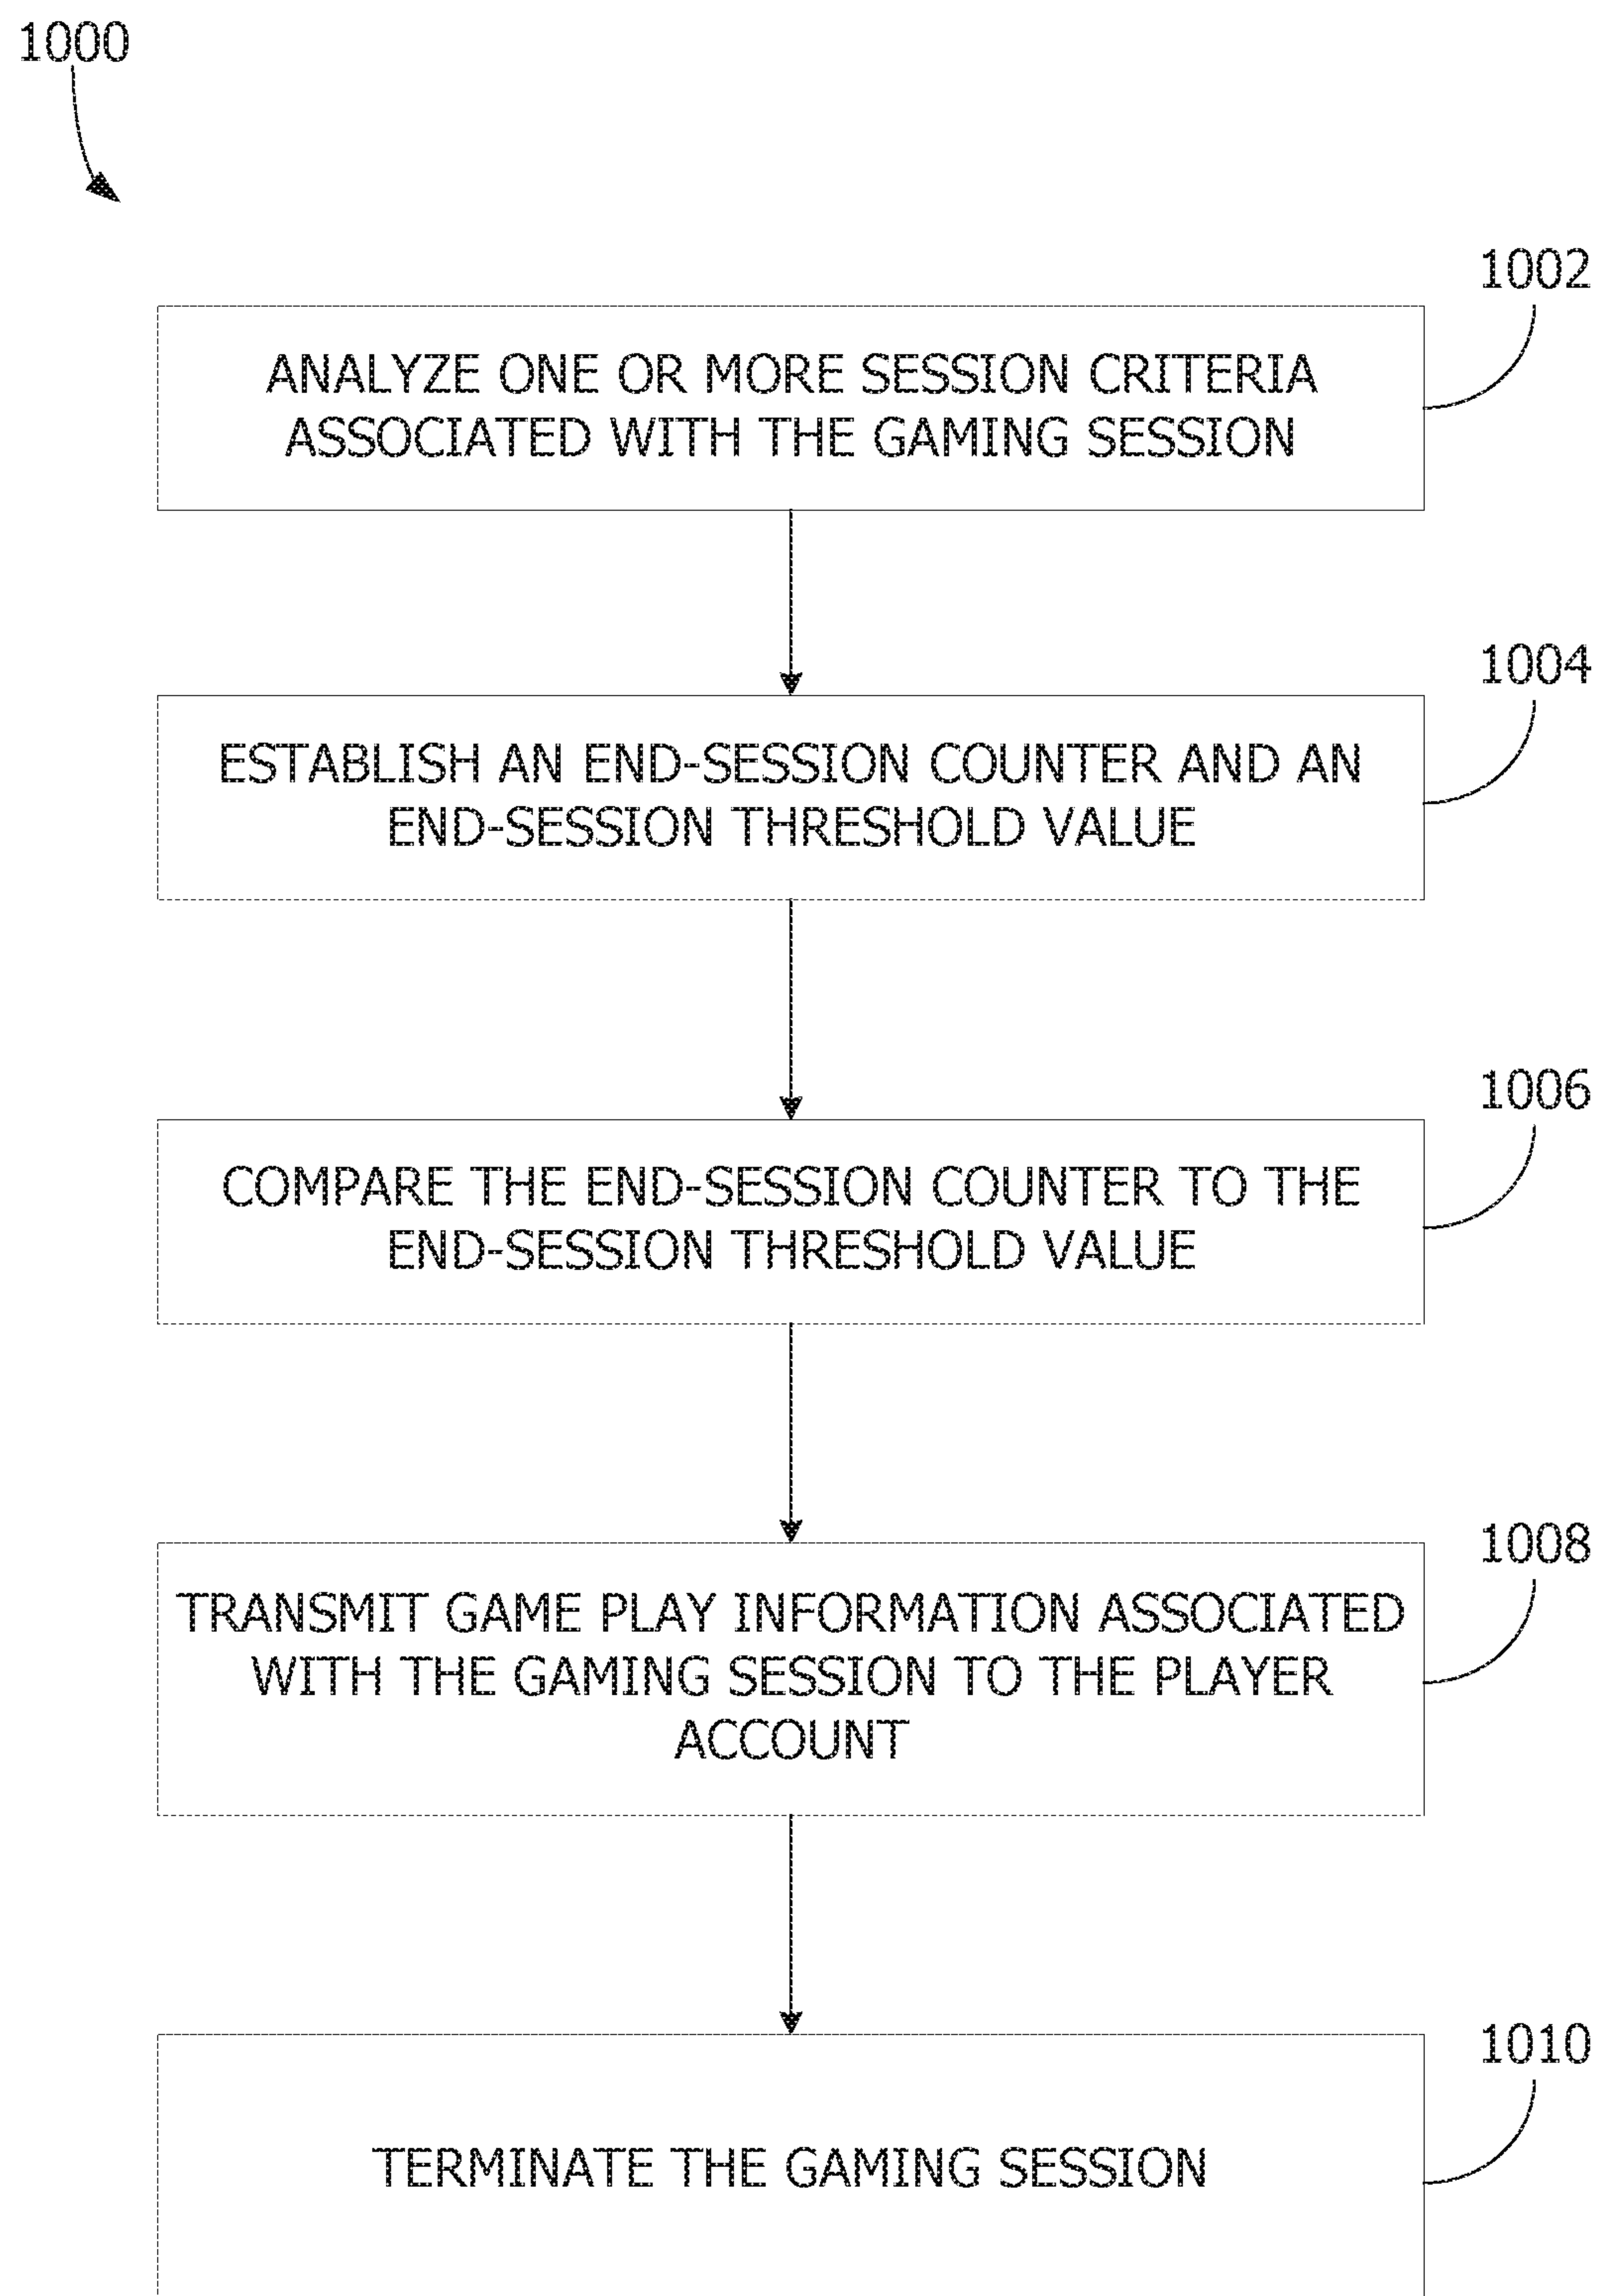 1000
1002
ANALYZE ONE OR MORE SESSION CRITERIA
ASSOCIATED WITH THE GAMING SESSION
1004
ESTABLISH AN END-SESSION COUNTER AND AN
END-SESSION THRESHOLD VALUE
1006
COMPARE THE END-SESSION COUNTER TO THE
END-SESSION THRESHOLD VALUE
1008
TRANSMIT GAME PLAY INFORMATION ASSOCIATED
WITH THE GAMING SESSION TO THE PLAYER
ACCOUNT
1010
TERMINATE THE GAMING SESSION